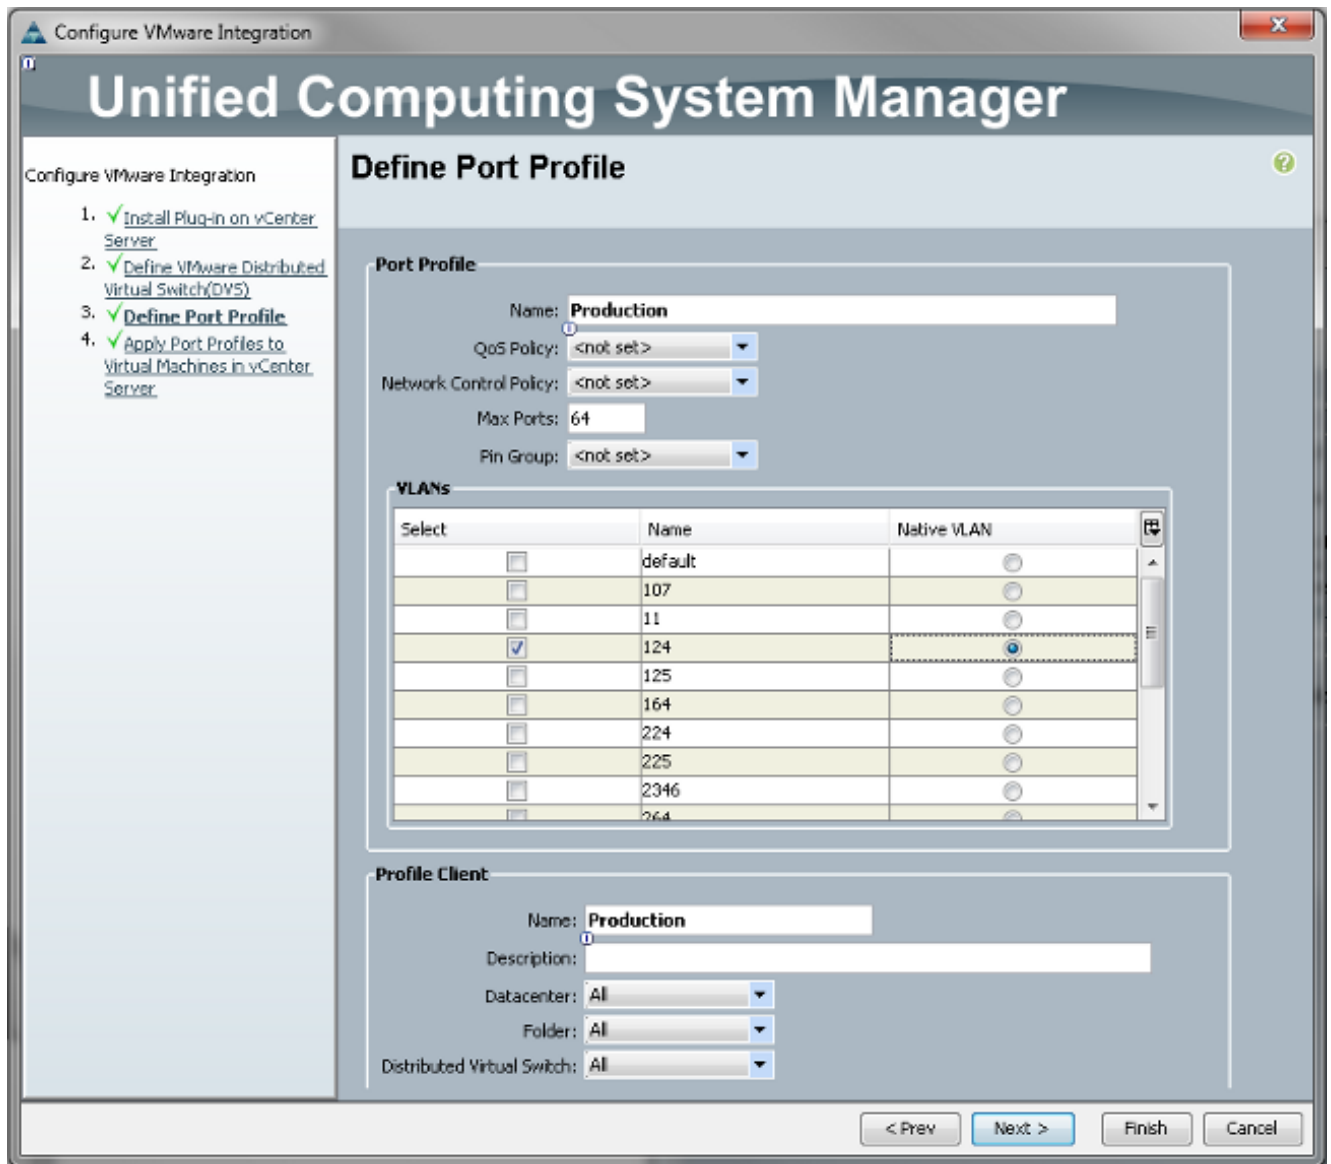 Configure VMware Integration
Unified Computing System Manager
Configure VMware Integration
1. Install Plug-in on vCenter
Server
2. Define VMware Distributed
Virtual Switch(DVS)
3. Define Port Profile
4. Apply Port Profiles to
Virtual Machines in vCenter
Server
Define Port Profile
Port Profile
Name: Production
QoS Policy: <not set>
Network Control Policy: <not set>
Max Ports: 64
Pin Group: <not set>
VLANs
Select Name Native VLAN
default
107
11
124
125
164
224
225
2346
264
Profile Client
Name: Production
Description:
Datacenter: All
Folder: All
Distributed Virtual Switch: All
< Prev Next > Finish Cancel